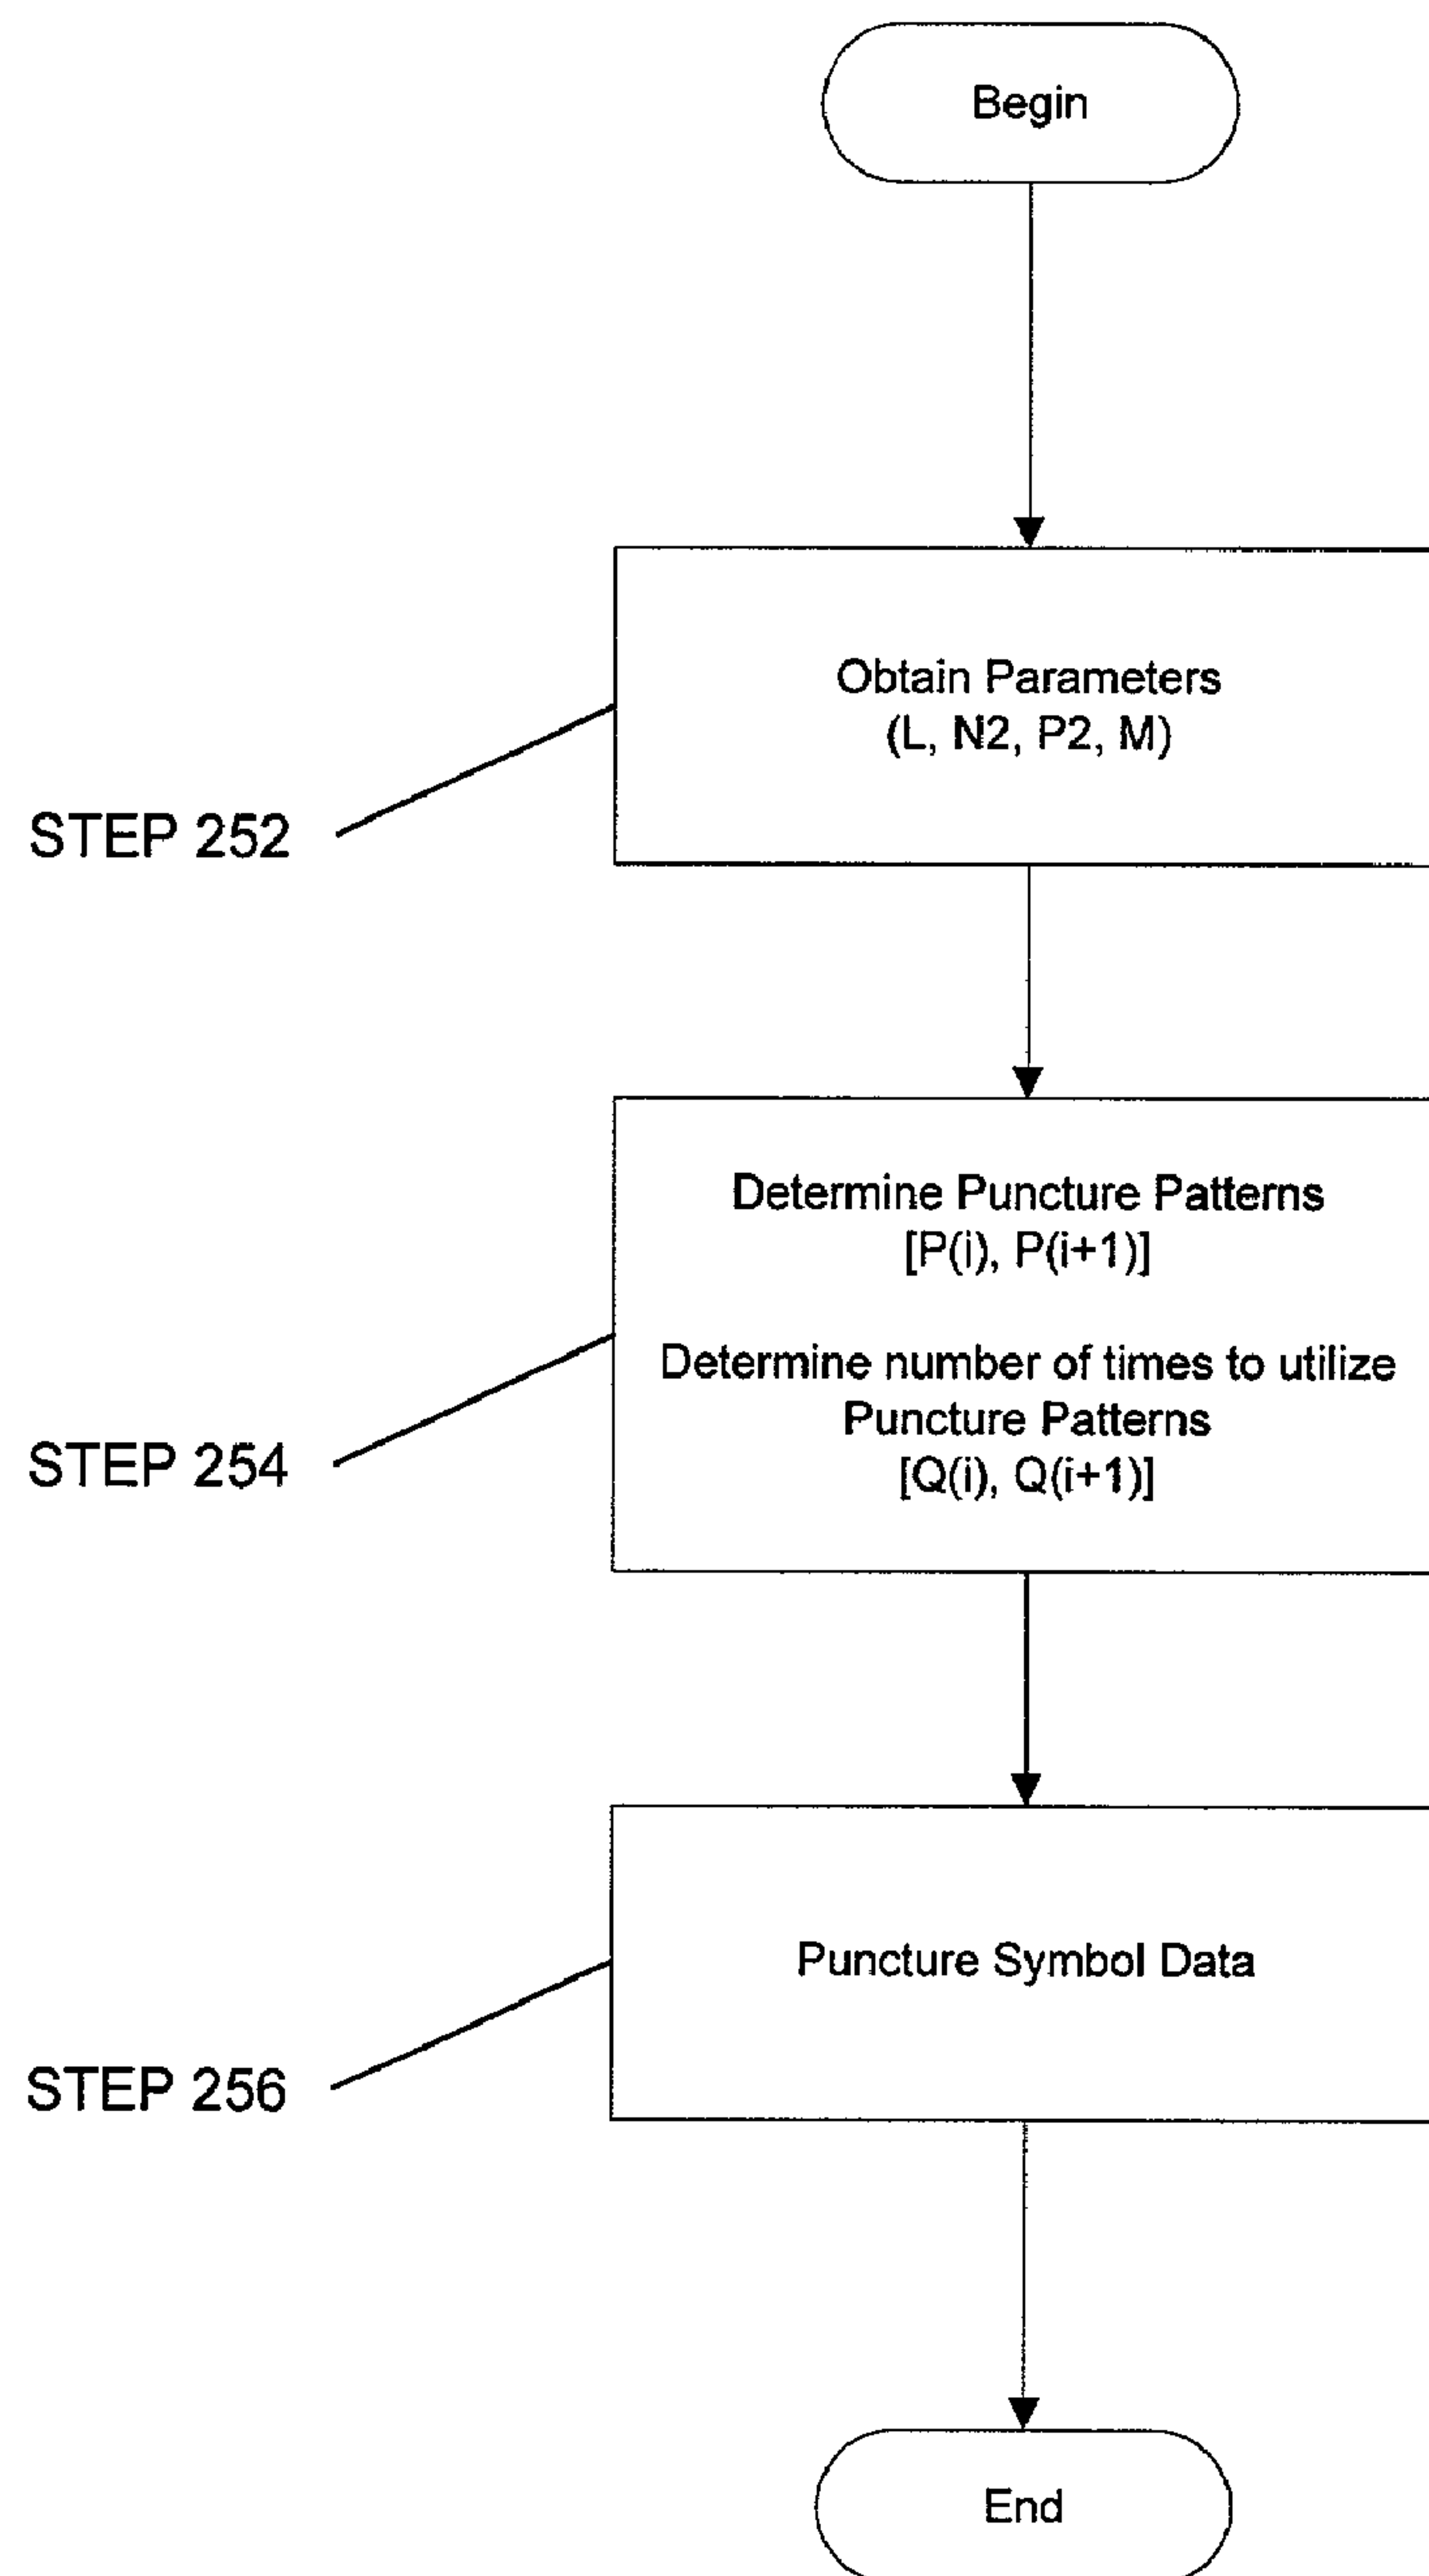 Begin
Obtain Parameters
(L, N2, P2, M)
STEP 252
Determine Puncture Patterns
[P(i), P(i+1)]
Determine number of times to utilize
Puncture Patterns
[Q(i), Q(i+1)]
STEP 254
Puncture Symbol Data
STEP 256
End